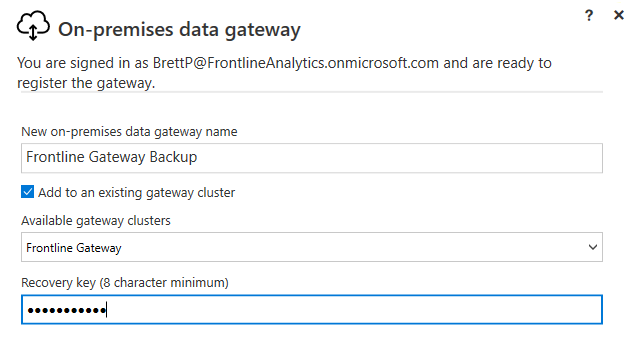 ? ×
On-premises data gateway
You are signed in as BrettP@FrontlineAnalytics.onmicrosoft.com and are ready to
register the gateway.
New on-premises data gateway name
Frontline Gateway Backup
Add to an existing gateway cluster
Available gateway clusters
Frontline Gateway
Recovery key (8 character minimum)
•••••••••••